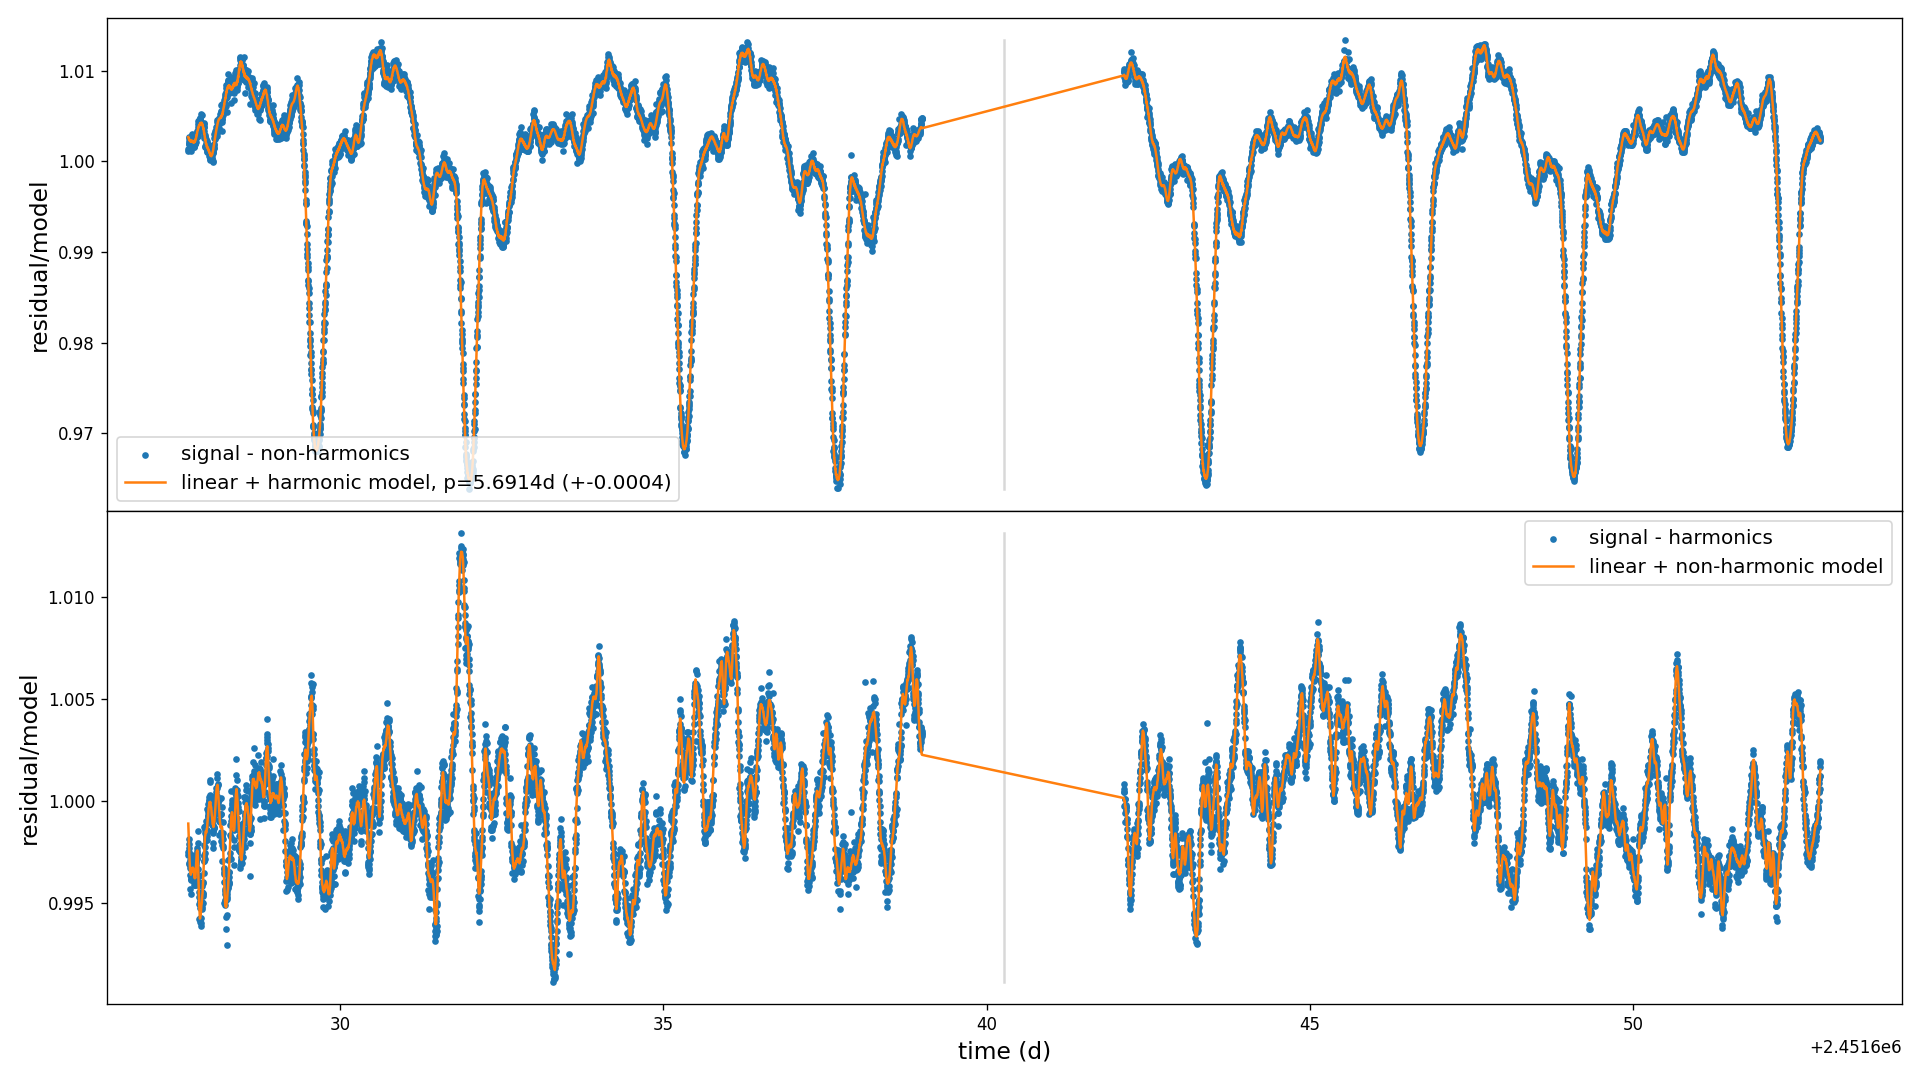 1.01
1.00
0.99
0.98
0.97
residual/model
signal - non-harmonics
linear + harmonic model, p=5.6914d (+-0.0004)
1.010
1.005
1.000
0.995
residual/model
signal - harmonics
linear + non-harmonic model
30
35
40
45
50
time (d)
+2.4516e6